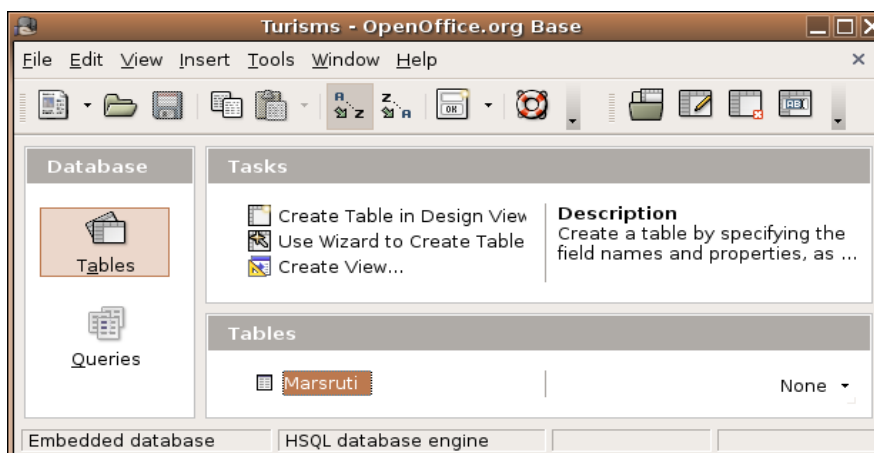 Turisms - OpenOffice.org Base
File Edit View Insert Tools Window Help
Database
Tables
Queries
Tasks
Create Table in Design View
Use Wizard to Create Table
Create View...
Description
Create a table by specifying the
field names and properties, as ...
Tables
Marsruti
None
Embedded database
HSQL database engine